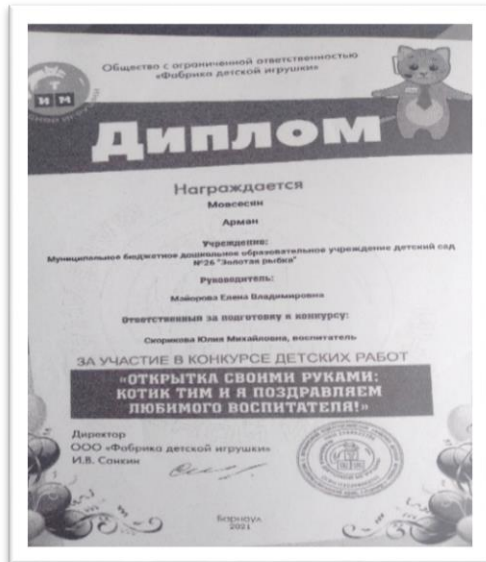 Общество с ограниченной ответственностью
«Фабрика детской игрушки»
ТИМ
Диплом
Награждается
Мовсесян
Арман
Учреждение:
Муниципальное бюджетное дошкольное образовательное учреждение детский сад
№26 "Золотая рыбка"
Руководитель:
Майорова Елена Владимировна
Ответственный за подготовку к конкурсу:
Юлия Михайловна, воспитатель
ЗА УЧАСТИЕ В КОНКУРСЕ ДЕТСКИХ РАБОТ
«ОТКРЫТКА СВОИМИ РУКАМИ:
КОТИК ТИМ И Я ПОЗДРАВЛЯЕМ
ЛЮБИМОГО ВОСПИТАТЕЛЯ!»
Директор
ООО «Фабрика детской игрушки»
И.В. Санкин
Барнаул
2021